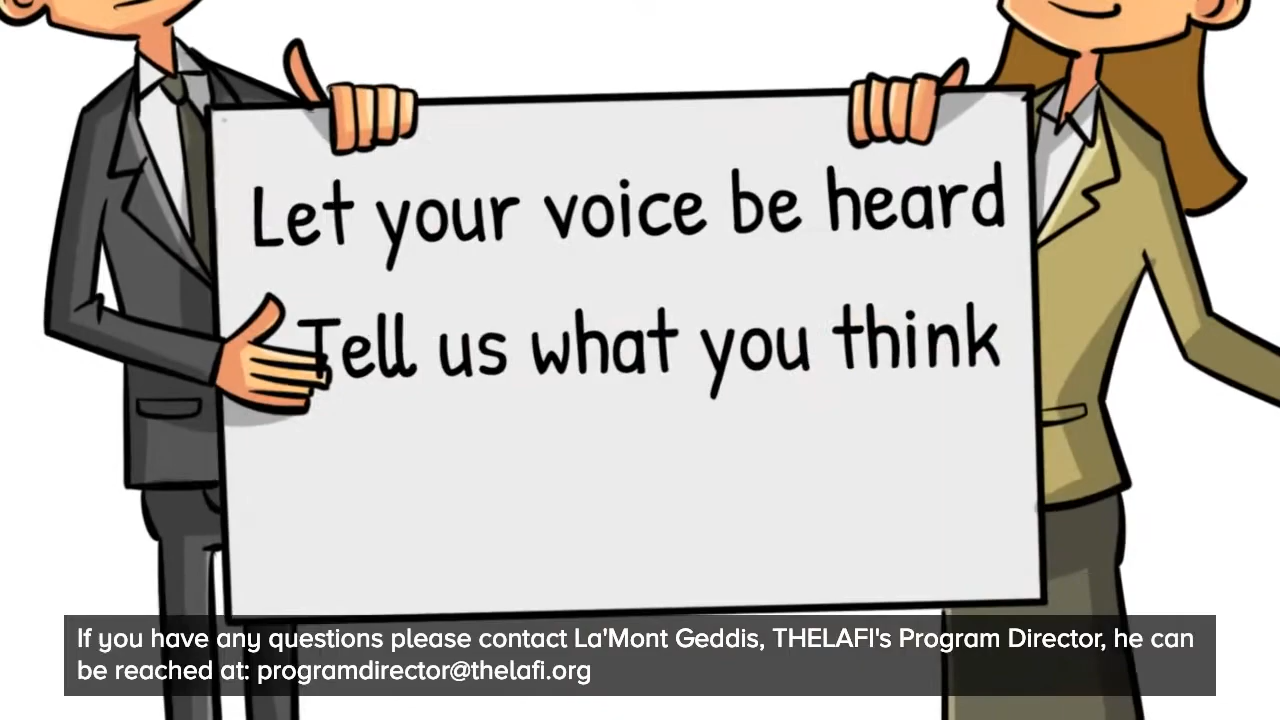 Let your voice be heard
Tell us what you think
If you have any questions please contact La'Mont Geddis, THELAFI's Program Director, he can
be reached at: programdirector@thelafi.org